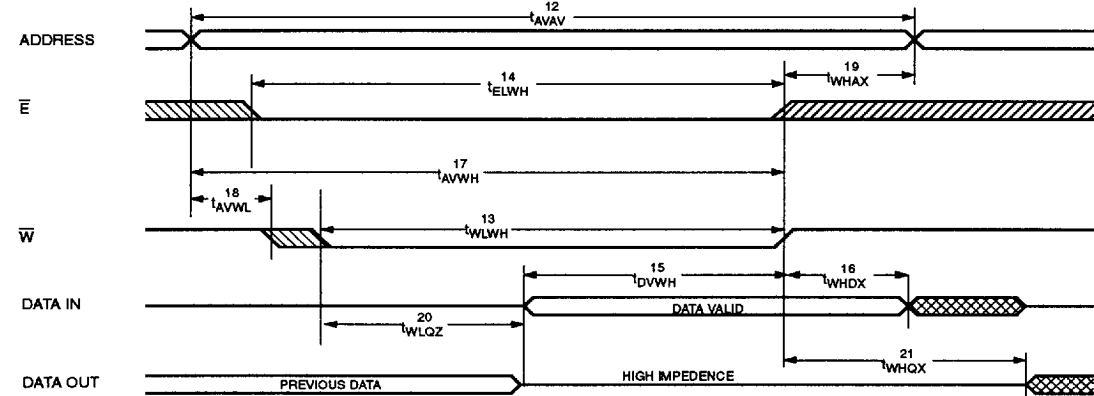 12
tAVAV
ADDRESS
14
tELWH
19
tWHAX
E
17
tAVWH
18
tAVWL
13
tWLWH
W
15
tDVWH
16
tWHDX
DATA IN
DATA VALID
20
tWLQZ
21
tWHQX
DATA OUT
PREVIOUS DATA
HIGH IMPEDENCE